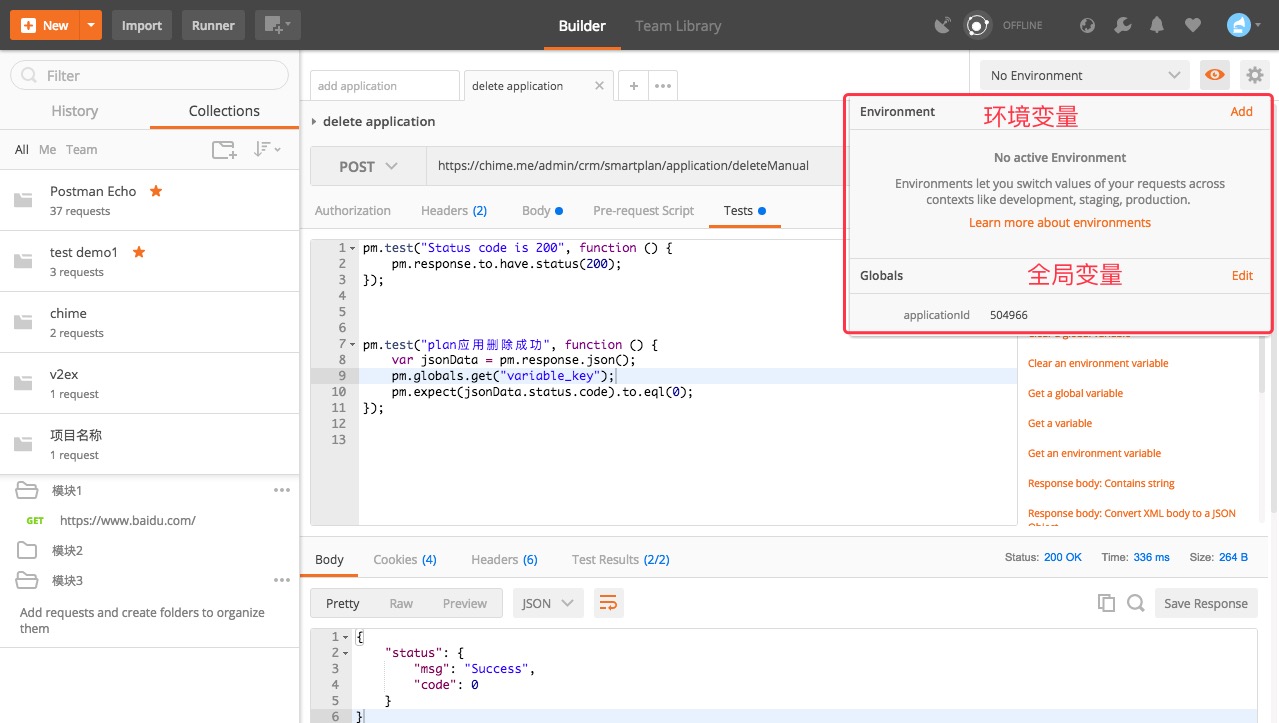 New
Import
Runner
Builder
Team Library
OFFLINE
Filter
History
Collections
All Me Team
Postman Echo
37 requests
test demo1
3 requests
chime
2 requests
v2ex
1 request
项目名称
1 request
模块1
GET https://www.baidu.com/
模块2
模块3
Add requests and create folders to organize
them
add application
delete application
No Environment
delete application
POST
https://chime.me/admin/crm/smartplan/application/deleteManual
Authorization
Headers (2)
Body
Pre-request Script
Tests
1 pm.test("Status code is 200", function () {
2 pm.response.to.have.status(200);
3 });
4
5
6
7 pm.test("plan应用删除成功", function () {
8 var jsonData = pm.response.json();
9 pm.globals.get("variable_key");
10 pm.expect(jsonData.status.code).to.eql(0);
11 });
12
13
Environment
环境变量
Add
No active Environment
Environments let you switch values of your requests across
contexts like development, staging, production.
Learn more about environments
Globals
全局变量
Edit
applicationId 504966
Clear a global variable
Clear an environment variable
Get a global variable
Get a variable
Get an environment variable
Response body: Contains string
Response body: Convert XML body to a JSON
Object
Body
Cookies (4)
Headers (6)
Test Results (2/2)
Status: 200 OK
Time: 336 ms
Size: 264 B
Pretty
Raw
Preview
JSON
Save Response
1 {
2 "status": {
3 "msg": "Success",
4 "code": 0
5 }
6 }